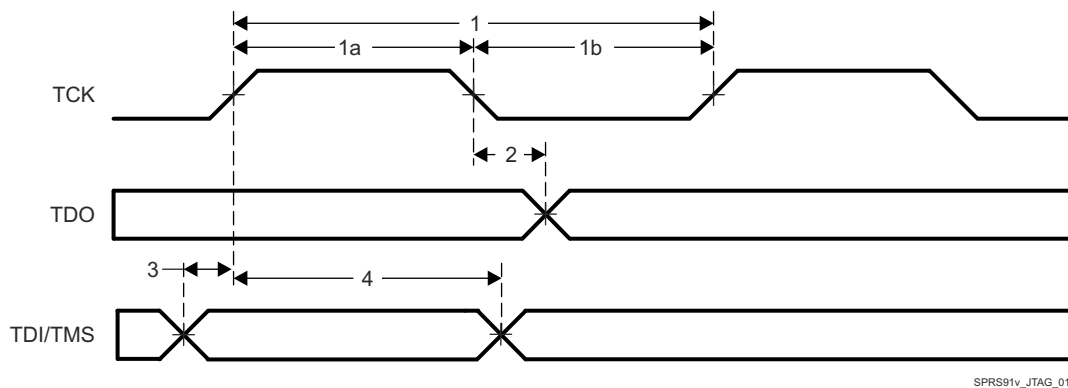 1
1a
1b
TCK
2
TDO
3
4
TDI/TMS
SPRS91v_JTAG_01